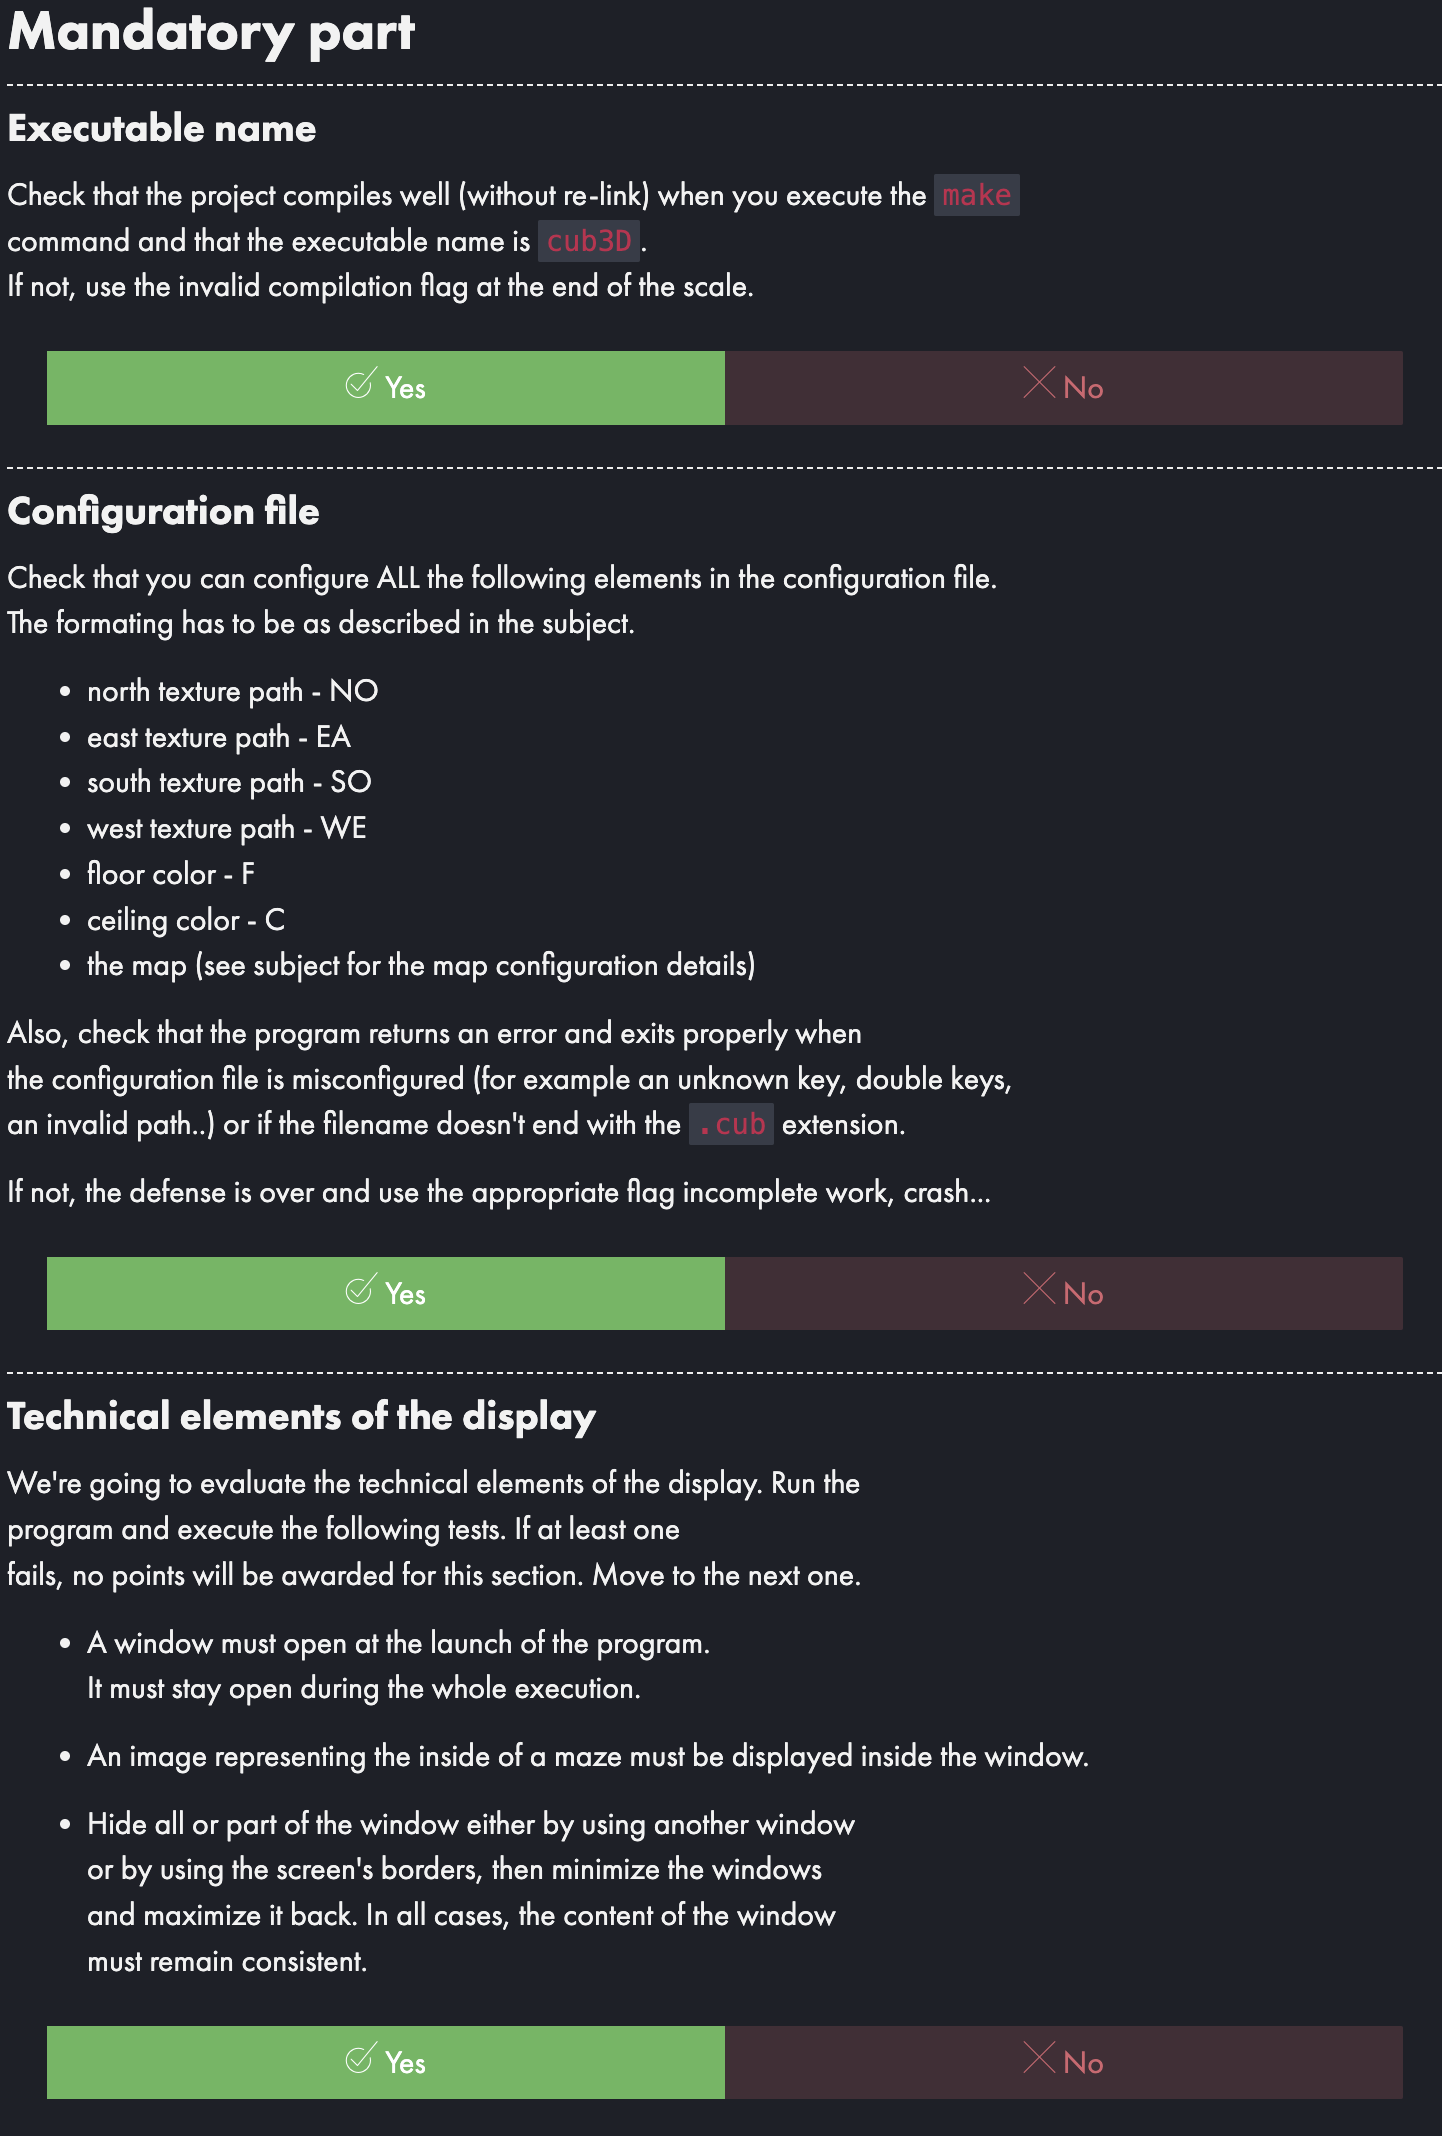 Mandatory part
Executable name
Check that the project compiles well (without re-link) when you execute the make
command and that the executable name is cub3D.
If not, use the invalid compilation flag at the end of the scale.
Yes
No
Configuration file
Check that you can configure ALL the following elements in the configuration file.
The formating has to be as described in the subject.
• north texture path - NO
• east texture path - EA
• south texture path - SO
• west texture path - WE
• floor color - F
• ceiling color - C
• the map (see subject for the map configuration details)
Also, check that the program returns an error and exits properly when
the configuration file is misconfigured (for example an unknown key, double keys,
an invalid path..) or if the filename doesn't end with the .cub extension.
If not, the defense is over and use the appropriate flag incomplete work, crash...
Yes
No
Technical elements of the display
We're going to evaluate the technical elements of the display. Run the
program and execute the following tests. If at least one
fails, no points will be awarded for this section. Move to the next one.
• A window must open at the launch of the program.
It must stay open during the whole execution.
• An image representing the inside of a maze must be displayed inside the window.
• Hide all or part of the window either by using another window
or by using the screen's borders, then minimize the windows
and maximize it back. In all cases, the content of the window
must remain consistent.
Yes
No